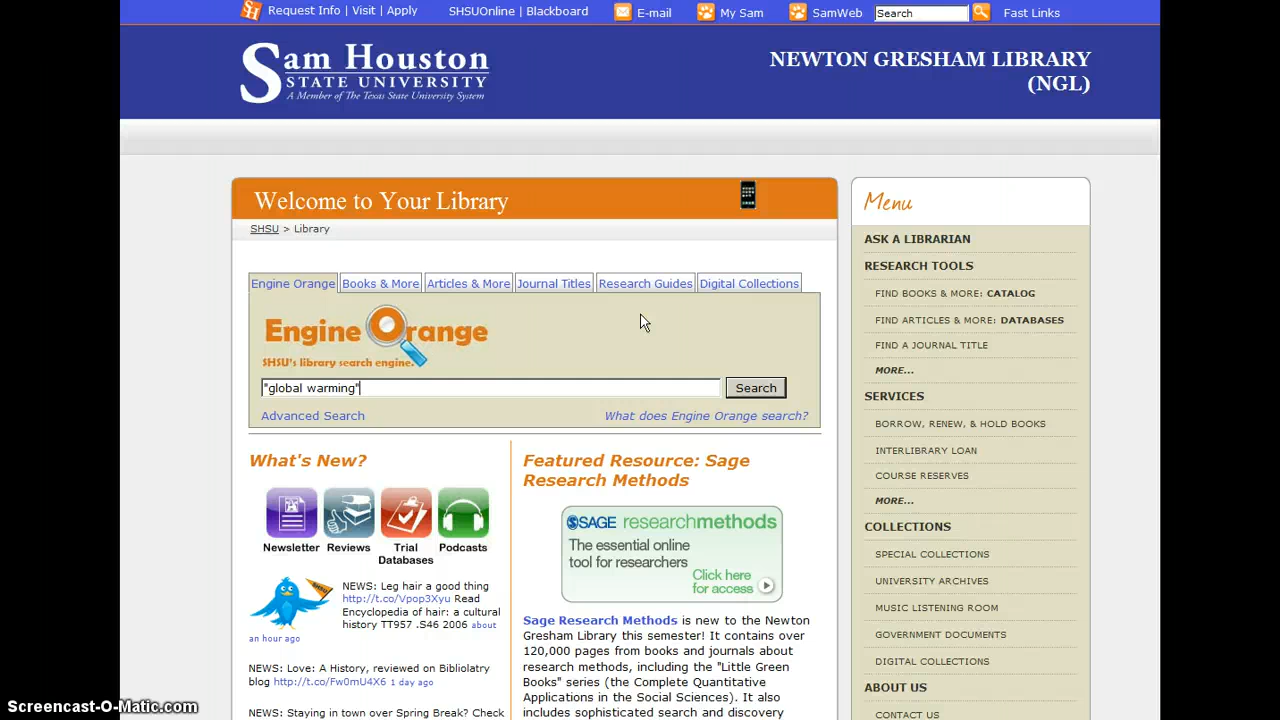 Request Info | Visit | Apply
SHSUOnline | Blackboard
E-mail
My Sam
SamWeb
Search
Fast Links
Sam Houston
STATE UNIVERSITY
A Member of The Texas State University System
NEWTON GRESHAM LIBRARY
(NGL)
Welcome to Your Library
SHSU > Library
Engine Orange
Books & More
Articles & More
Journal Titles
Research Guides
Digital Collections
Engine Orange
SHSU's library search engine.
"global warming"
Search
Advanced Search
What does Engine Orange search?
What's New?
Newsletter
Reviews
Trial
Databases
Podcasts
NEWS: Leg hair a good thing
http://t.co/Vpop3Xyu Read
Encyclopedia of hair: a cultural
history TT957 .S46 2006 about
an hour ago
NEWS: Love: A History, reviewed on Bibliolatry
blog http://t.co/Fw0mU4X6 1 day ago
NEWS: Staying in town over Spring Break? Check
Featured Resource: Sage
Research Methods
SAGE researchmethods
The essential online
tool for researchers
Click here
for access
Sage Research Methods is new to the Newton
Gresham Library this semester! It contains over
120,000 pages from books and journals about
research methods, including the "Little Green
Books" series (the Complete Quantitative
Applications in the Social Sciences). It also
includes sophisticated search and discovery
Menu
ASK A LIBRARIAN
RESEARCH TOOLS
FIND BOOKS & MORE: CATALOG
FIND ARTICLES & MORE: DATABASES
FIND A JOURNAL TITLE
MORE...
SERVICES
BORROW, RENEW, & HOLD BOOKS
INTERLIBRARY LOAN
COURSE RESERVES
MORE...
COLLECTIONS
SPECIAL COLLECTIONS
UNIVERSITY ARCHIVES
MUSIC LISTENING ROOM
GOVERNMENT DOCUMENTS
DIGITAL COLLECTIONS
ABOUT US
CONTACT US
Screencast-O-Matic.com